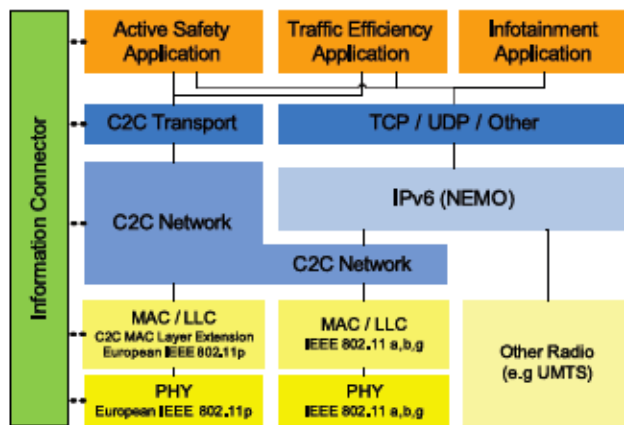 Information Connector
Active Safety
Application
Traffic Efficiency
Application
Infotainment
Application
C2C Transport
TCP / UDP / Other
C2C Network
IPv6 (NEMO)
C2C Network
MAC / LLC
C2C MAC Layer Extension
European IEEE 802.11p
MAC / LLC
IEEE 802.11 a,b,g
Other Radio
(e.g UMTS)
PHY
European IEEE 802.11p
PHY
IEEE 802.11 a,b,g